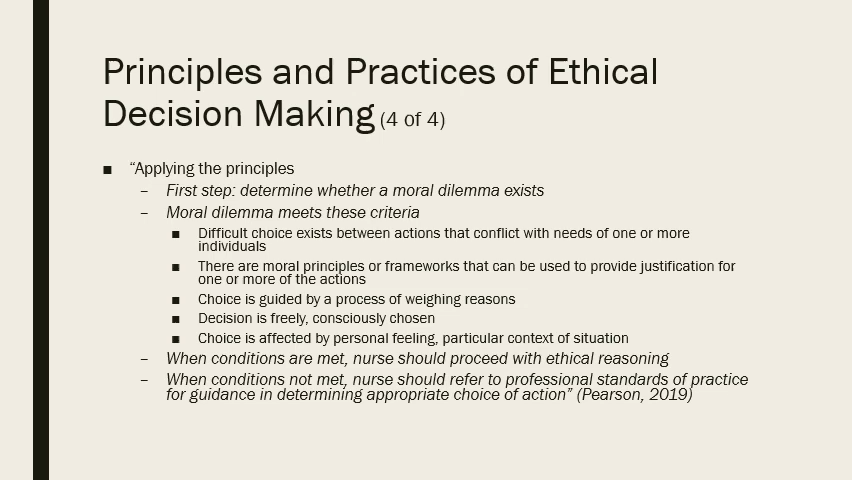 Principles and Practices of Ethical
Decision Making (4 of 4)
■ “Applying the principles
– First step: determine whether a moral dilemma exists
– Moral dilemma meets these criteria
■ Difficult choice exists between actions that conflict with needs of one or more
individuals
■ There are moral principles or frameworks that can be used to provide justification for
one or more of the actions
■ Choice is guided by a process of weighing reasons
■ Decision is freely, consciously chosen
■ Choice is affected by personal feeling, particular context of situation
– When conditions are met, nurse should proceed with ethical reasoning
– When conditions not met, nurse should refer to professional standards of practice
for guidance in determining appropriate choice of action” (Pearson, 2019)